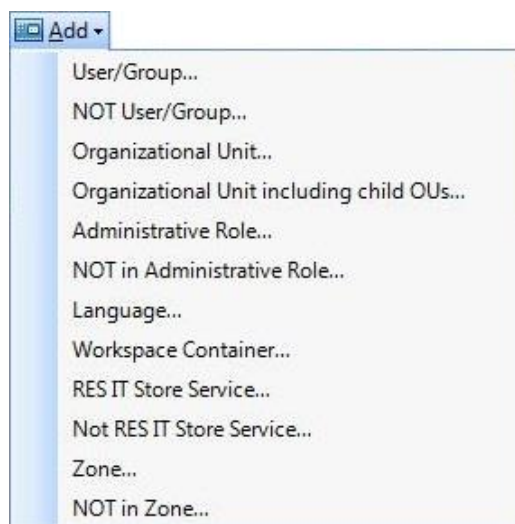 Add
User/Group...
NOT User/Group...
Organizational Unit...
Organizational Unit including child OUs...
Administrative Role...
NOT in Administrative Role...
Language...
Workspace Container...
RES IT Store Service...
Not RES IT Store Service...
Zone...
NOT in Zone...